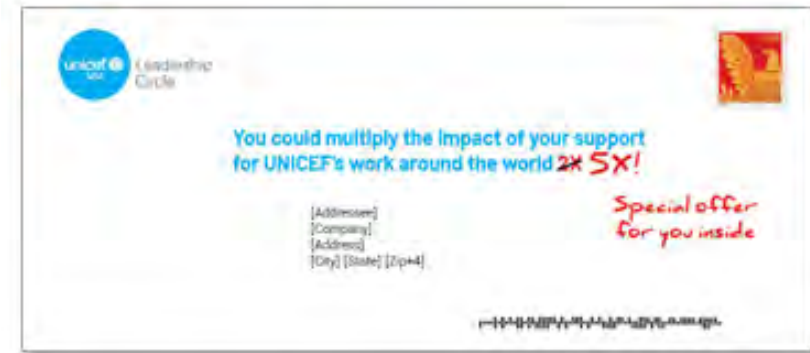 unicef
USA
Leadership
Circle
You could multiply the impact of your support
for UNICEF's work around the world 2X 5X!
Special offer
for you inside
[Addressee]
[Company]
[Address]
[City] [State] [Zip+4]